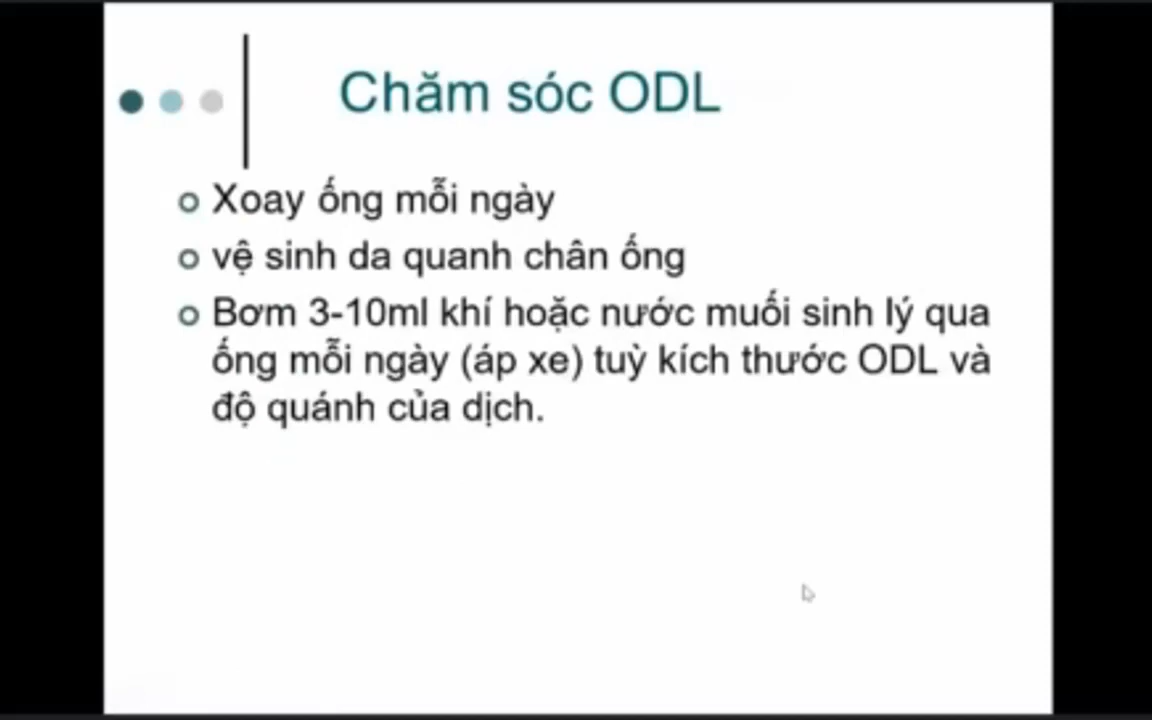 Chăm sóc ODL
Xoay ống mỗi ngày
vệ sinh da quanh chân ống
Bơm 3-10ml khí hoặc nước muối sinh lý qua
ống mỗi ngày (áp xe) tuỳ kích thước ODL và
độ quánh của dịch.